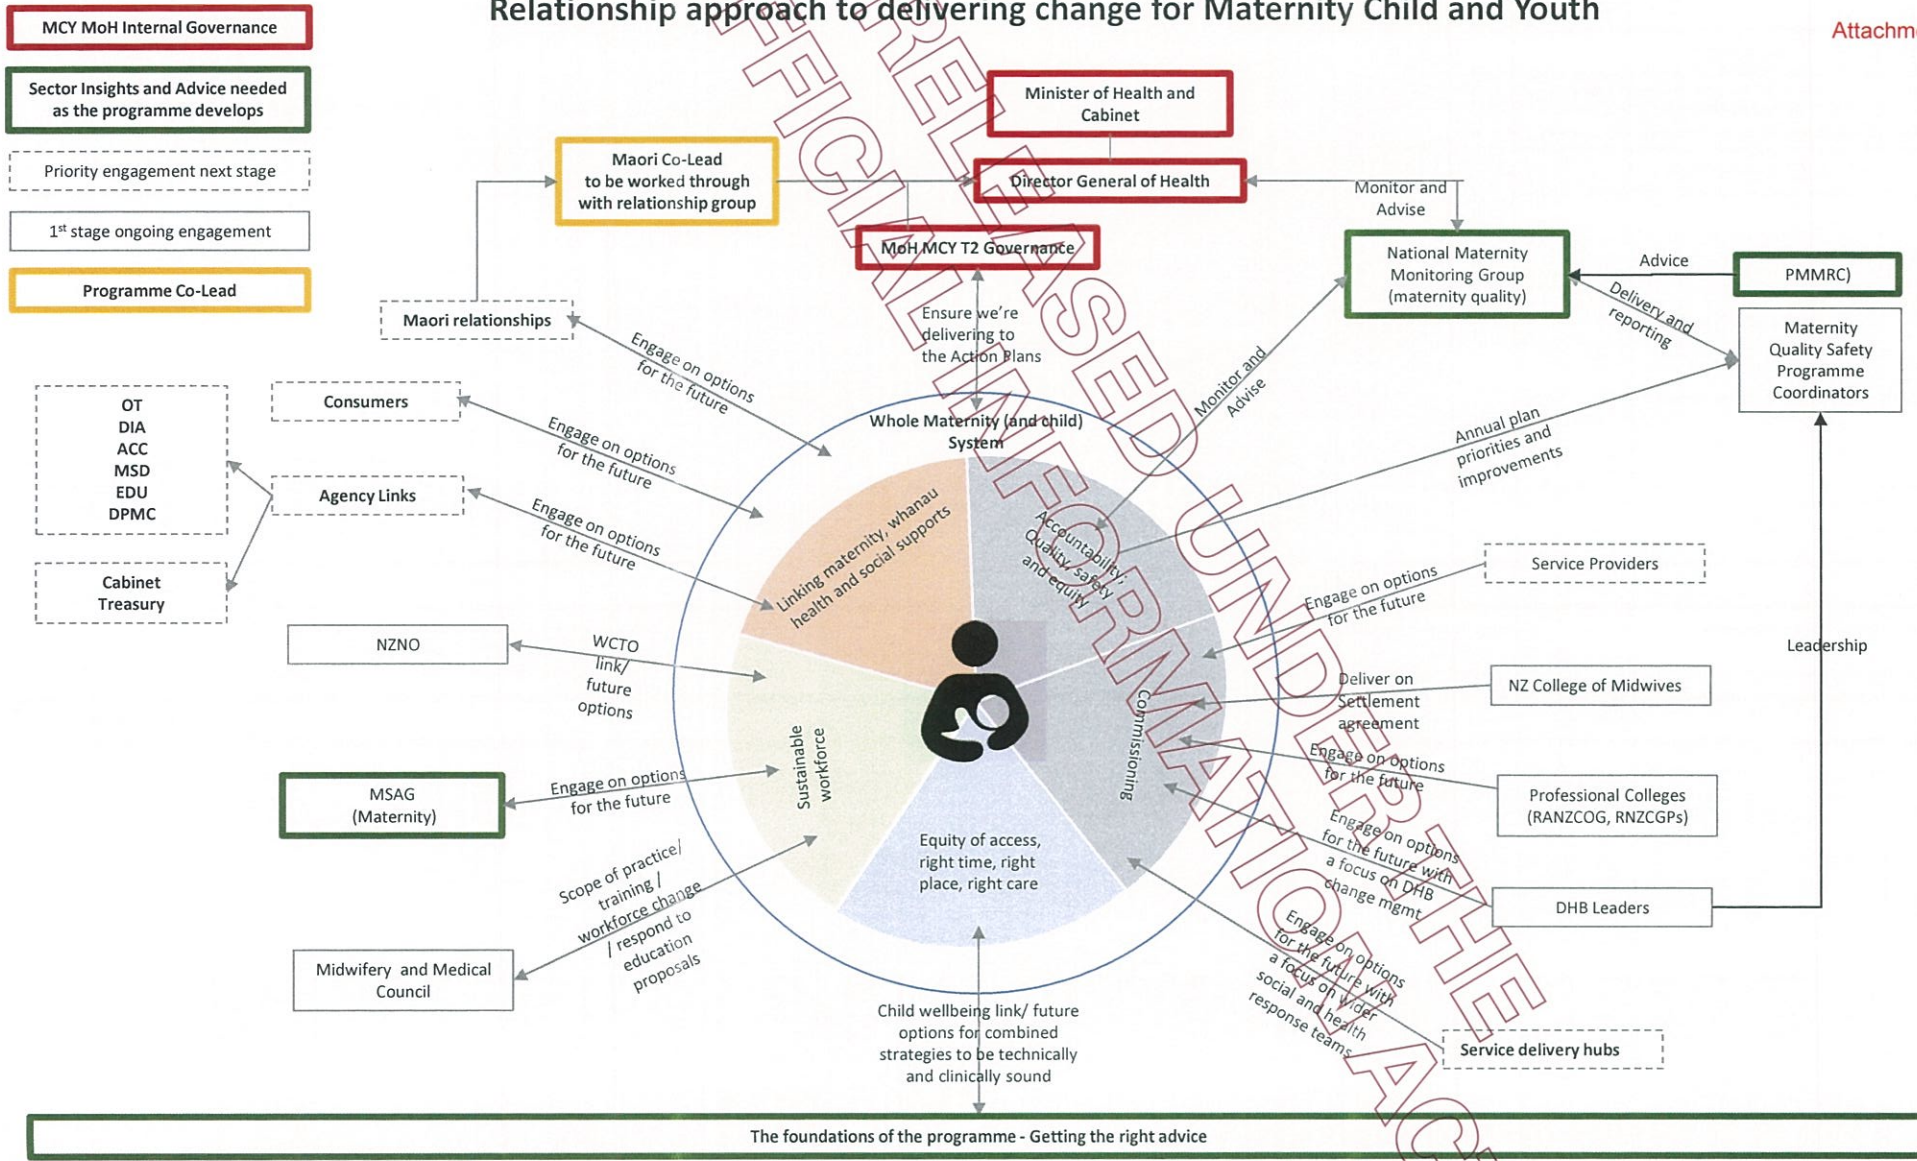 Relationship approach to delivering change for Maternity Child and Youth
Attachm
MCY MoH Internal Governance
Sector Insights and Advice needed
as the programme develops
Priority engagement next stage
1st stage ongoing engagement
Programme Co-Lead
Minister of Health and
Cabinet
Maori Co-Lead
to be worked through
with relationship group
Director General of Health
Monitor and
Advise
MoH MCY T2 Governance
National Maternity
Monitoring Group
(maternity quality)
Advice
PMMRC)
Delivery and
reporting
Maternity
Quality Safety
Programme
Coordinators
Maori relationships
Engage on options
for the future
Ensure we're
delivering to
the Action Plans
Monitor and
Advise
Annual plan
priorities and
improvements
OT
DIA
ACC
MSD
EDU
DPMC
Consumers
Engage on options
for the future
Agency Links
Engage on options
for the future
Cabinet
Treasury
Whole Maternity (and child)
System
Linking maternity, whanau
health and social supports
Accountability,
Quality, safety
and equity
Commissioning
Equity of access,
right time, right
place, right care
Sustainable
workforce
Service Providers
Engage on options
for the future
NZNO
WCTO
link/
future
options
Leadership
NZ College of Midwives
Deliver on
Settlement
agreement
MSAG
(Maternity)
Engage on options
for the future
Engage on options
for the future
Professional Colleges
(RANZCOG, RNZCGPs)
Engage on options
for the future with
a focus on DHB
change mgmt
DHB Leaders
Midwifery and Medical
Council
Scope of practice/
training /
workforce change
/ respond to
education
proposals
Engage on options
for the future with
a focus on wider
social and health
response teams
Service delivery hubs
Child wellbeing link/ future
options for combined
strategies to be technically
and clinically sound
The foundations of the programme - Getting the right advice
RELEASED UNDER THE
OFFICIAL INFORMATION ACT